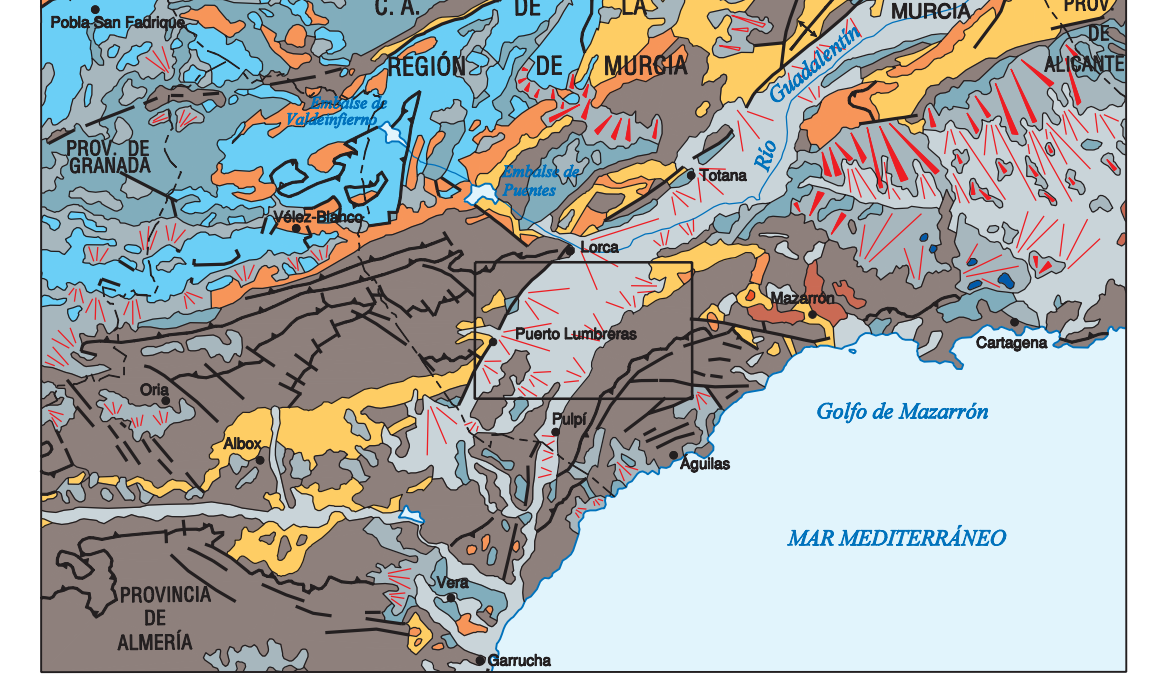 C. A.
DE
LA
REGIÓN
DE
MURCIA
MURCIA
PROV.
DE
ALICANTE
Pobla San Fadrique
Guadalentín
Río
Embalse de
Valdeinfierno
PROV. DE
GRANADA
Embalse de
Puentes
Totana
Vélez-Blanco
Lorca
Mazarrón
Puerto Lumbreras
Cartagena
Oria
Golfo de Mazarrón
Pulpí
Albox
Aguilas
MAR MEDITERRÁNEO
Vera
PROVINCIA
DE
ALMERÍA
Garrucha